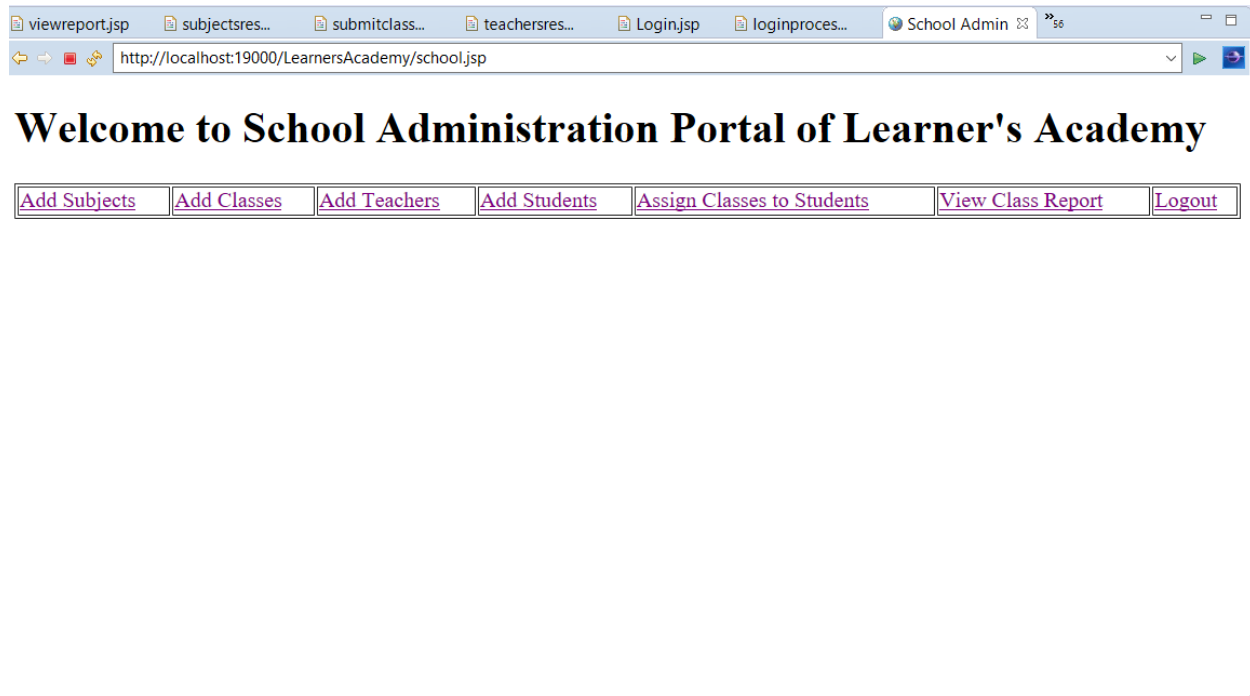 viewreport.jsp subjectsres... submitclass... teachersres... Login.jsp loginproces... School Admin »56
http://localhost:19000/LearnersAcademy/school.jsp
Welcome to School Administration Portal of Learner's Academy
Add Subjects Add Classes Add Teachers Add Students Assign Classes to Students View Class Report Logout